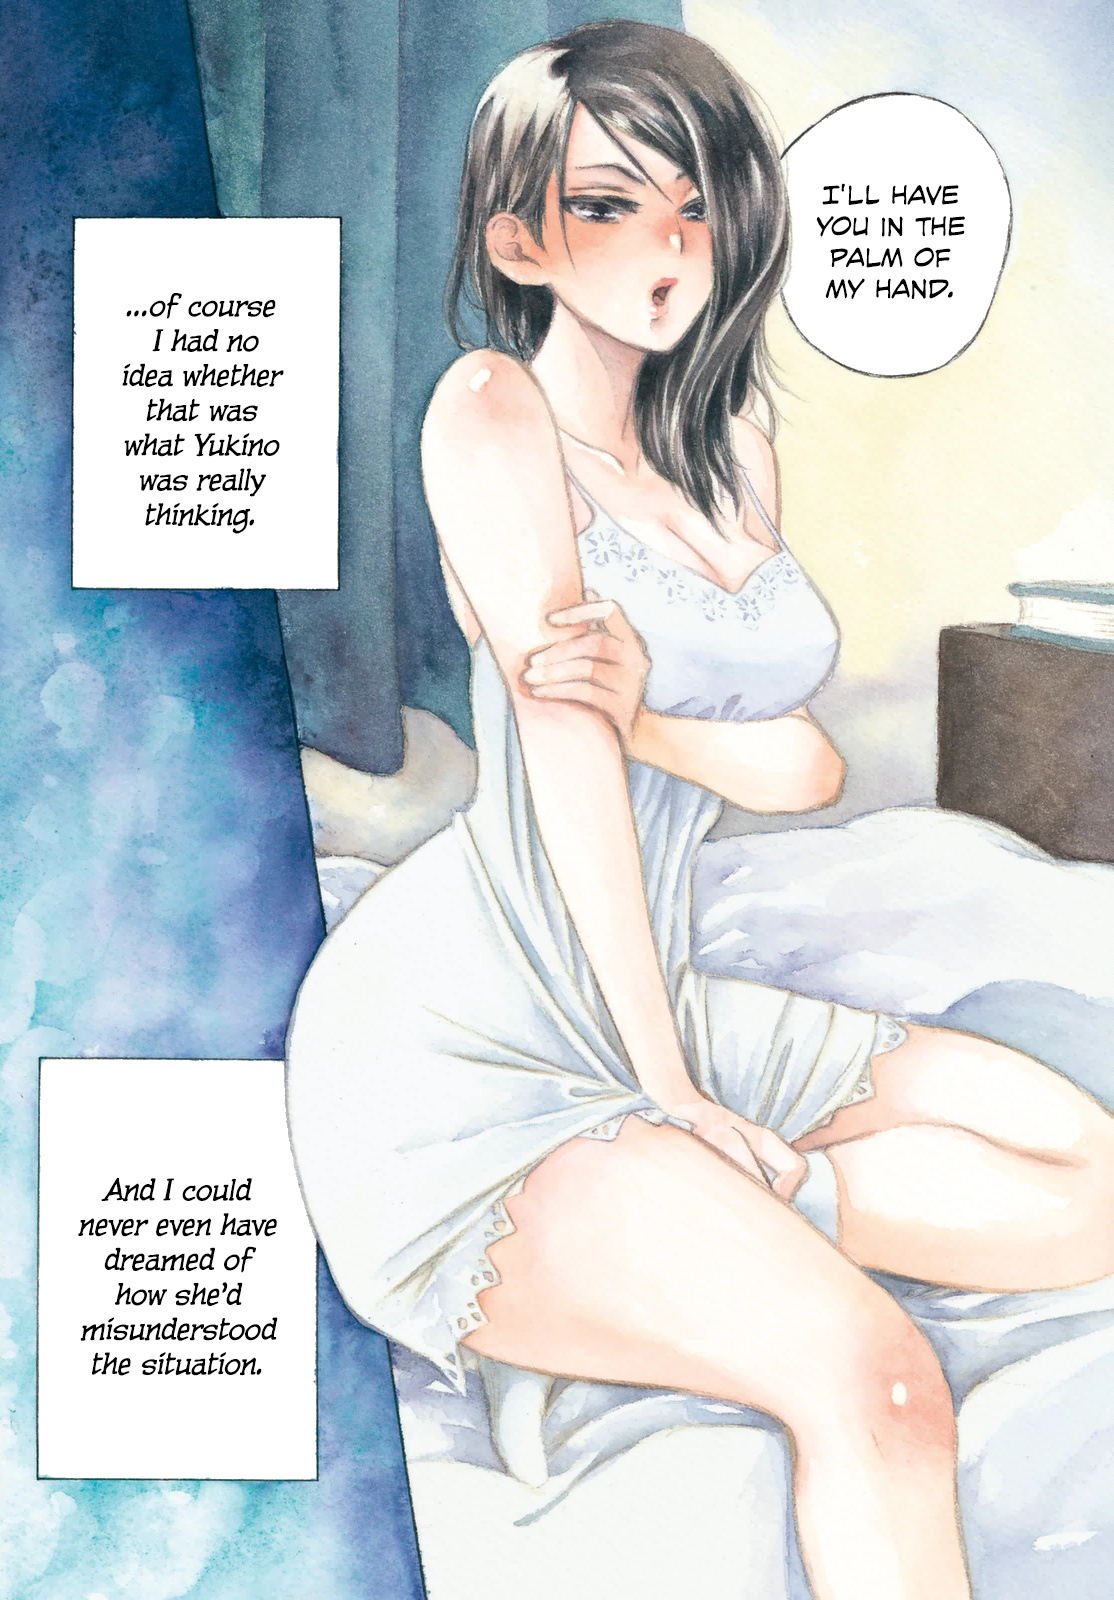 I'LL HAVE
YOU IN THE
PALM OF
MY HAND.
...of course
I had no
idea whether
that was
what Yukino
was really
thinking.
And I could
never even have
dreamed of
how she'd
misunderstood
the situation.